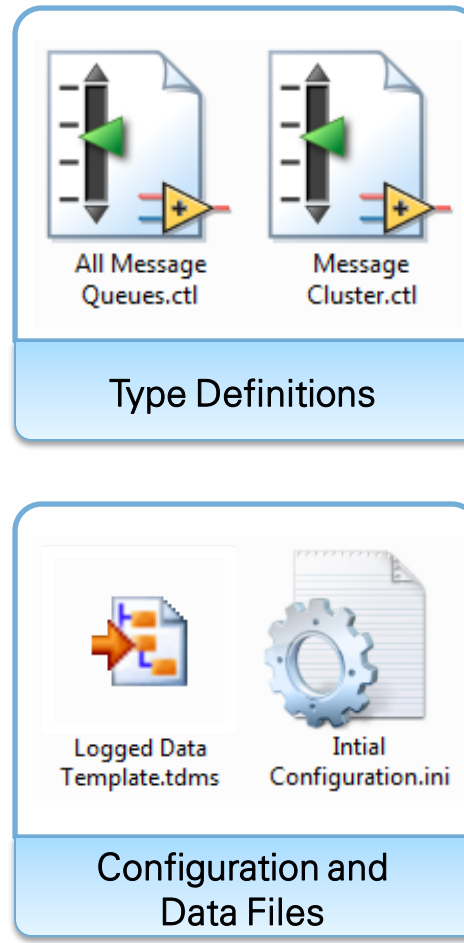 All Message
Queues.ctl
Message
Cluster.ctl
Type Definitions
Logged Data
Template.tdms
Intial
Configuration.ini
Configuration and
Data Files